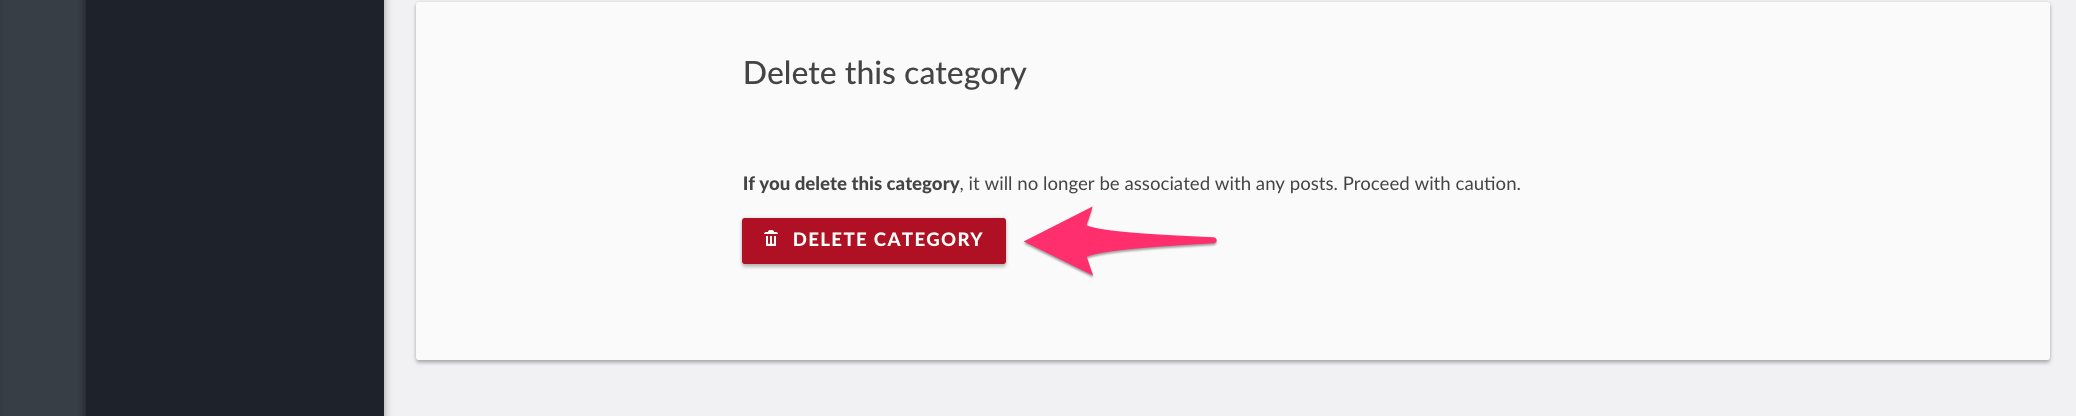 Delete this category
If you delete this category, it will no longer be associated with any posts. Proceed with caution.
DELETE CATEGORY